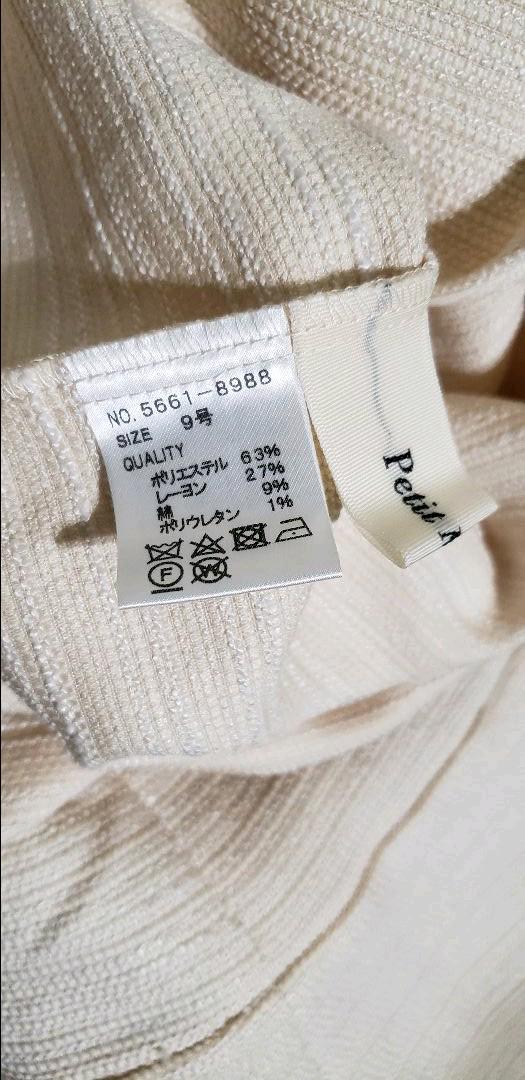 NO.5661-8988
SIZE 9号
QUALITY
ポリエステル 63%
レーヨン 27%
綿 9%
ポリウレタン 1%
F W
Petit